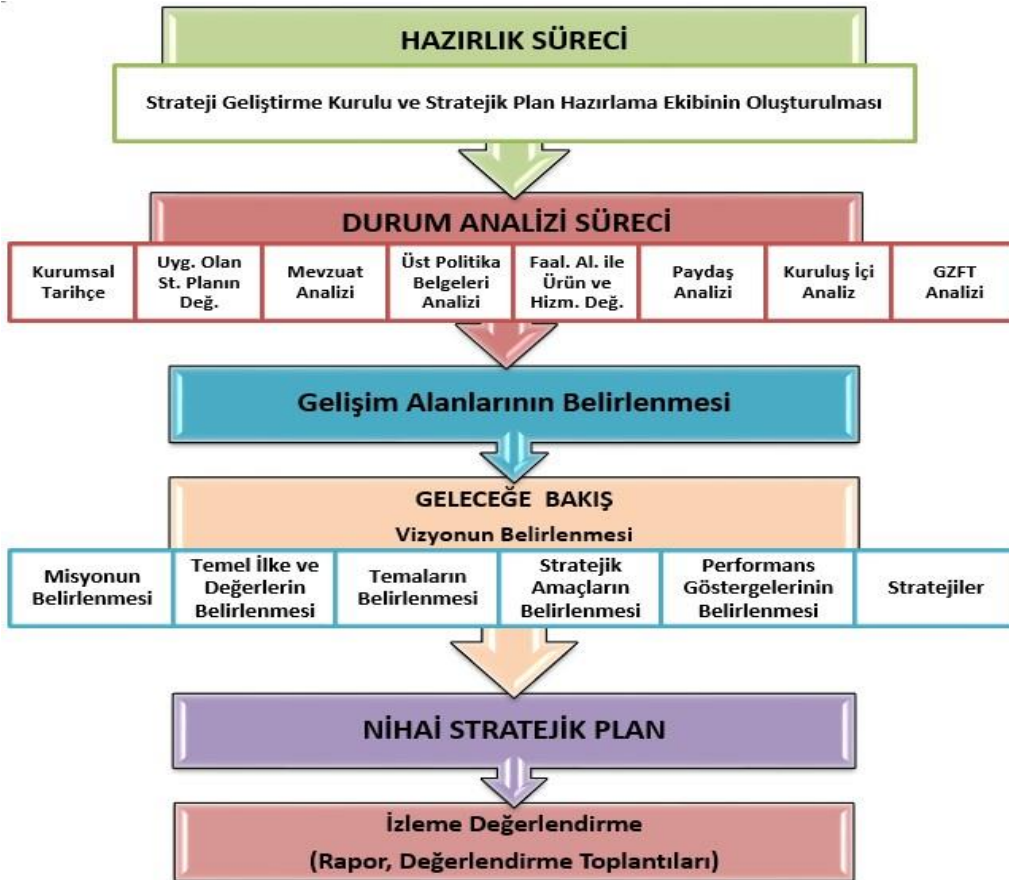 HAZIRLIK SÜRECİ
Strateji Geliştirme Kurulu ve Stratejik Plan Hazırlama Ekibinin Oluşturulması
DURUM ANALİZİ SÜRECİ
Kurumsal
Tarihçe
Uyg. Olan
St. Planın
Değ.
Mevzuat
Analizi
Üst Politika
Belgeleri
Analizi
Faal. Al. ile
Ürün ve
Hizm. Değ.
Paydaş
Analizi
Kuruluş İçi
Analiz
GZFT
Analizi
Gelişim Alanlarının Belirlenmesi
GELECEĞE BAKIŞ
Vizyonun Belirlenmesi
Misyonun
Belirlenmesi
Temel İlke ve
Değerlerin
Belirlenmesi
Temaların
Belirlenmesi
Stratejik
Amaçların
Belirlenmesi
Performans
Göstergelerinin
Belirlenmesi
Stratejiler
NİHAİ STRATEJİK PLAN
İzleme Değerlendirme
(Rapor, Değerlendirme Toplantıları)